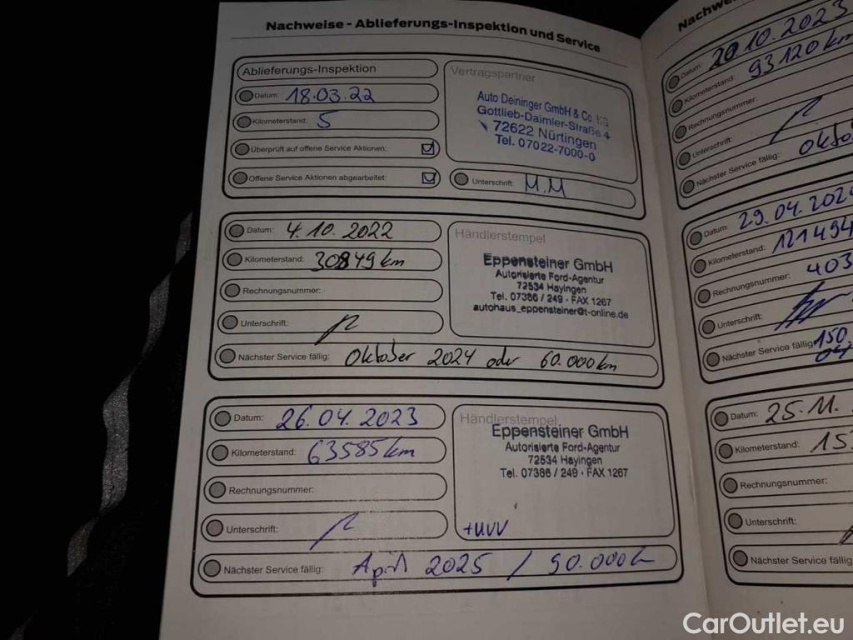 Nachweise - Ablieferungs-Inspektion und Service
Ablieferungs-Inspektion
Datum: 18.03.22
Kilometerstand: 5
Überprüft auf offene Service Aktionen:
Offene Service Aktionen abgearbeitet:
Vertragspartner
Auto Deininger GmbH & Co. KG
Gottlieb-Daimler-Straße 4
72622 Nürtingen
Tel. 07022-7000-0
Unterschrift: M.M
Datum: 4.10.2022
Kilometerstand: 30849 km
Rechnungsnummer:
Unterschrift:
Händlerstempel
Eppensteiner GmbH
Autorisierte Ford-Agentur
72534 Hayingen
Tel. 07386 / 249 - FAX 1267
autohaus_eppensteiner@t-online.de
Nächster Service fällig: Oktober 2024 oder 60.000 km
Datum: 26.04.2023
Kilometerstand: 63585 km
Rechnungsnummer:
Unterschrift:
Händlerstempel
Eppensteiner GmbH
Autorisierte Ford-Agentur
72534 Hayingen
Tel. 07386 / 249 - FAX 1267
+UVV
Nächster Service fällig: April 2025 / 90.000
Datum: 20.10.2023
Kilometerstand: 93120 km
Rechnungsnummer:
Unterschrift:
Nächster Service fällig:
Datum: 29.04.202
Kilometerstand: 121494
Rechnungsnummer: 403
Unterschrift:
Nächster Service fällig: 150
04
Datum: 25.11.
Kilometerstand: 15
Rechnungsnummer:
Unterschrift:
Nächster Service fällig:
CarOutlet.eu